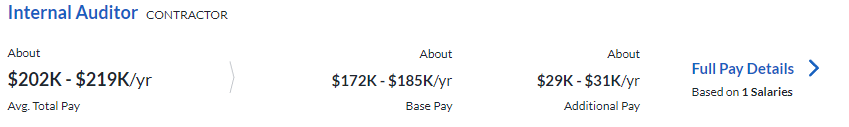 Internal Auditor CONTRACTOR
About
$202K - $219K/yr
Avg. Total Pay
About
$172K - $185K/yr
Base Pay
About
$29K - $31K/yr
Additional Pay
Full Pay Details
Based on 1 Salaries